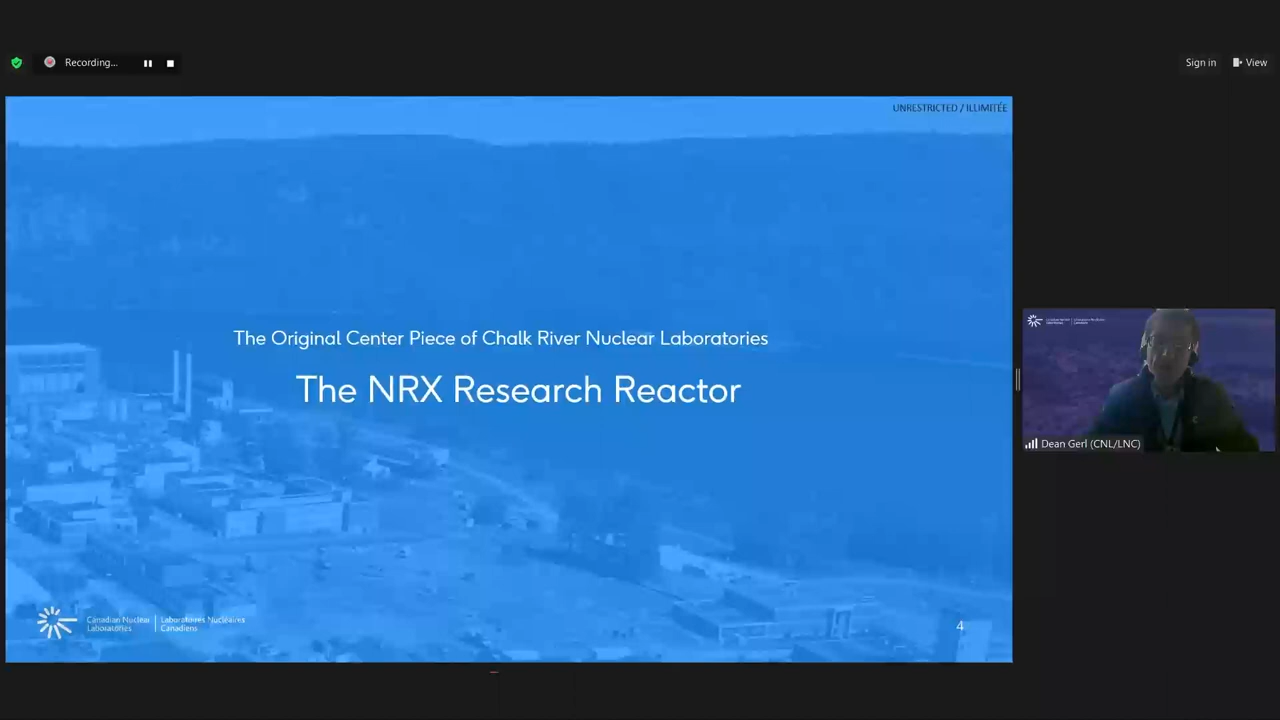 Recording...
Sign in
View
UNRESTRICTED / ILLIMITÉE
The Original Center Piece of Chalk River Nuclear Laboratories
The NRX Research Reactor
Canadian Nuclear
Laboratories
Laboratoires Nucléaires
Canadiens
4
Dean Gerl (CNL/LNC)